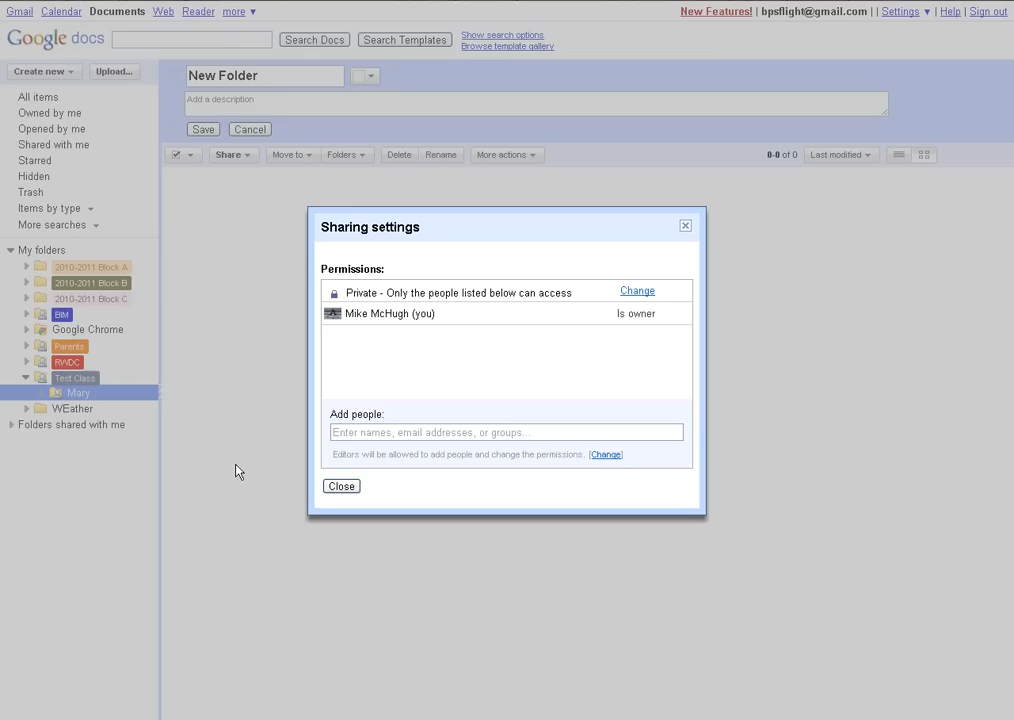 Gmail Calendar Documents Web Reader more ▼ New Features! | bpsflight@gmail.com | | Settings ▼ | Help | Sign out
Google docs Search Docs Search Templates Show search options
Browse template gallery
Create new Upload... New Folder
Add a description
Save Cancel
Share Move to Folders Delete Rename More actions 0-0 of 0 Last modified
All items
Owned by me
Opened by me
Shared with me
Starred
Hidden
Trash
Items by type
More searches
My folders
2010-2011 Block A
2010-2011 Block B
2010-2011 Block C
BIM
Google Chrome
Parents
RWDC
Test Class
Mary
WEather
Folders shared with me
Sharing settings
Permissions:
Private - Only the people listed below can access Change
Mike McHugh (you) Is owner
Add people:
Enter names, email addresses, or groups...
Editors will be allowed to add people and change the permissions. [Change]
Close